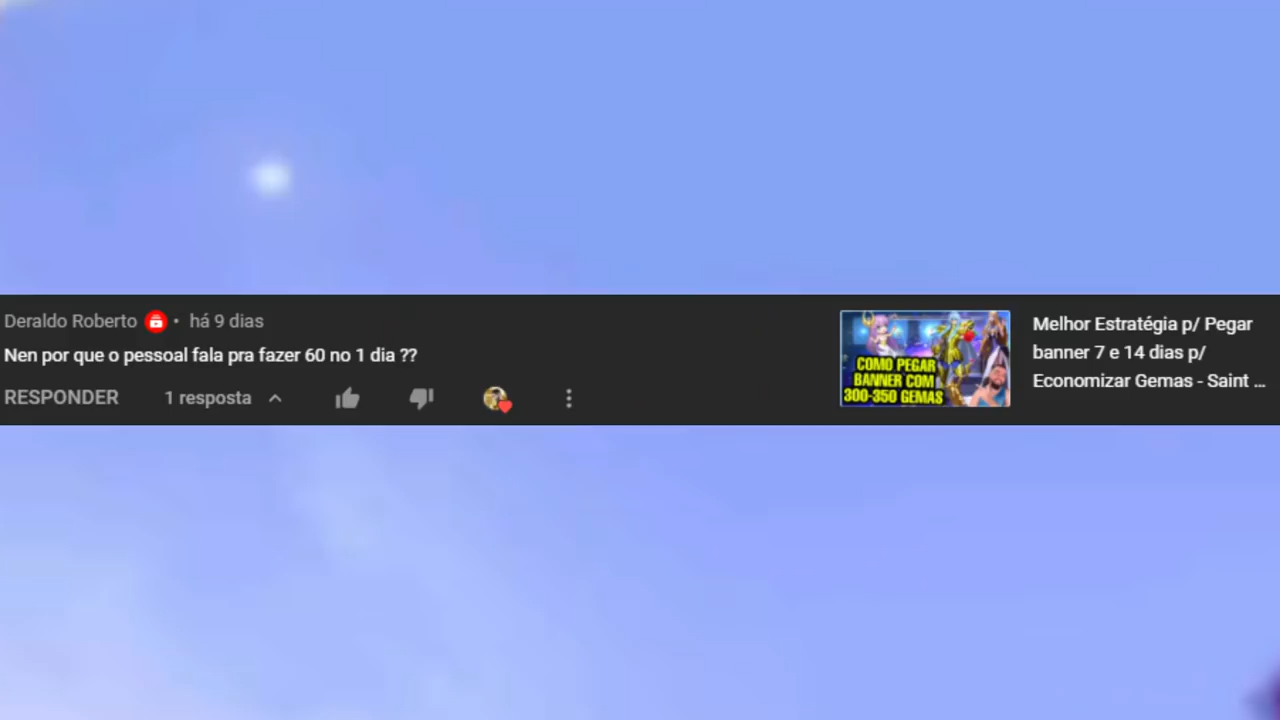 Deraldo Roberto • há 9 dias
Nen por que o pessoal fala pra fazer 60 no 1 dia ??
RESPONDER 1 resposta
COMO PEGAR
BANNER COM
300-350 GEMAS
Melhor Estratégia p/ Pegar
banner 7 e 14 dias p/
Economizar Gemas - Saint ...